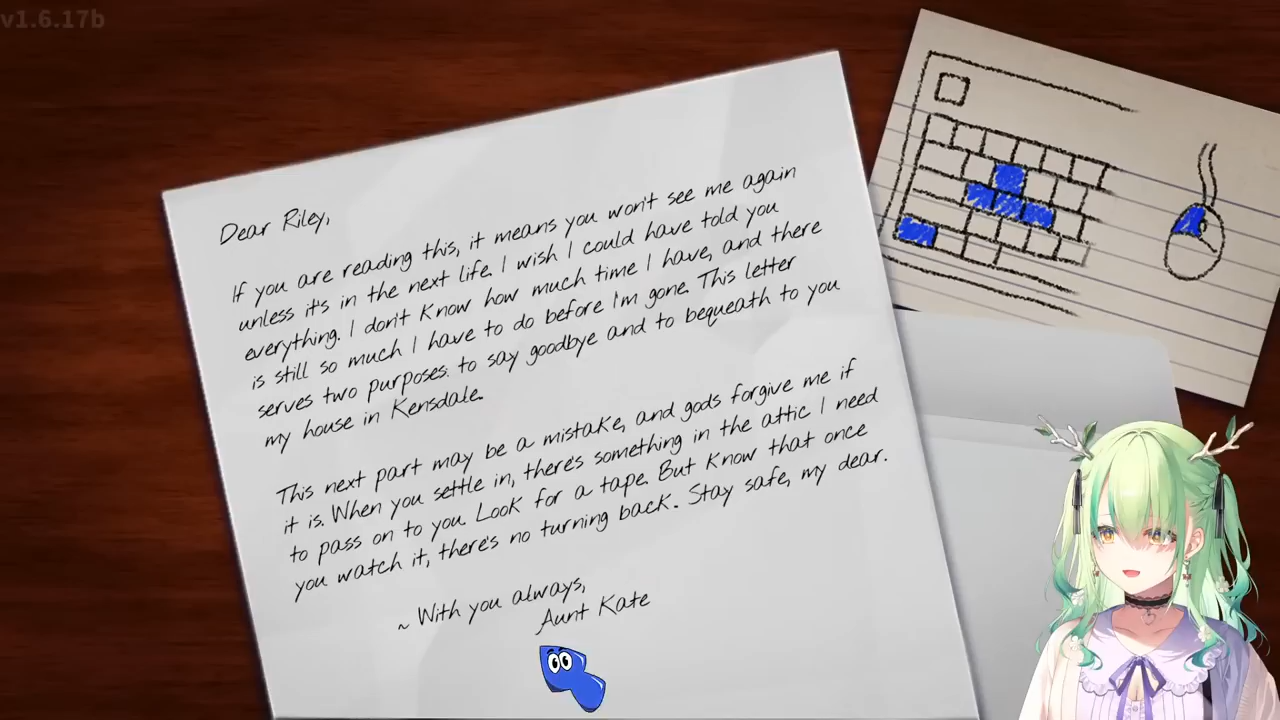 v1.6.17b
Dear Riley,
If you are reading this, it means you won't see me again
unless it's in the next life. I wish I could have told you
everything. I don't know how much time I have, and there
is still so much I have to do before I'm gone. This letter
serves two purposes: to say goodbye and to bequeath to you
my house in Kensdale.
This next part may be a mistake, and gods forgive me if
it is. When you settle in, there's something in the attic I need
to pass on to you. Look for a tape. But know that once
you watch it, there's no turning back. Stay safe, my dear.
~ With you always,
Aunt Kate